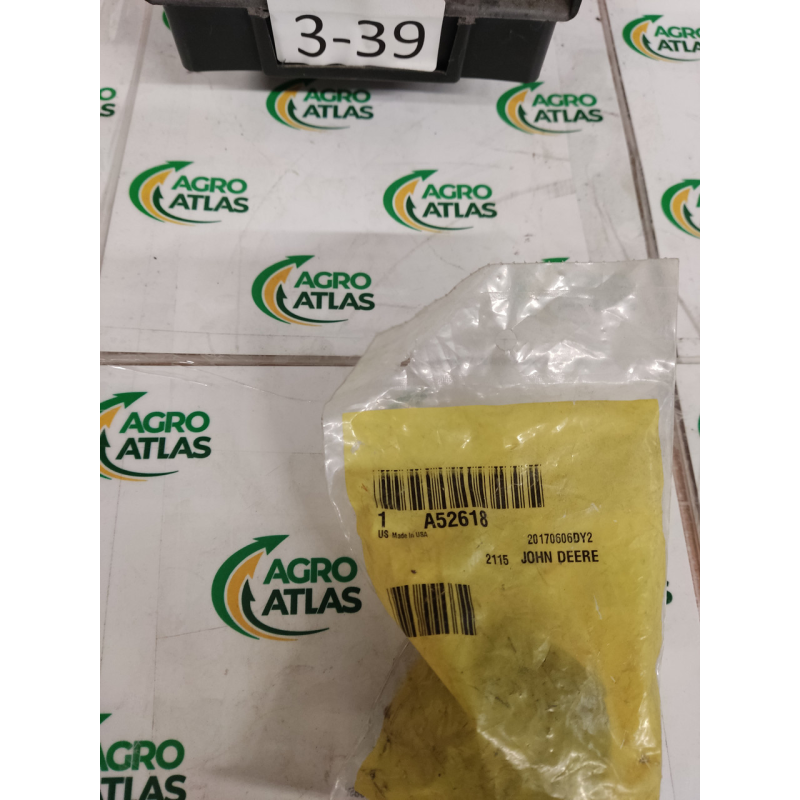 3-39
AGRO
ATLAS
AGRO
ATLAS
AGRO
ATLAS
AGRO
ATLAS
AGRO
ATLAS
AGRO
ATLAS
AGRO
ATLAS
1 A52618
US Made in USA
20170606DY2
2115 JOHN DEERE
AGRO
ATLAS
AGRO
ATLAS